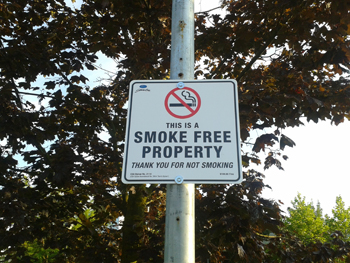 THIS IS A
SMOKE FREE
PROPERTY
THANK YOU FOR NOT SMOKING